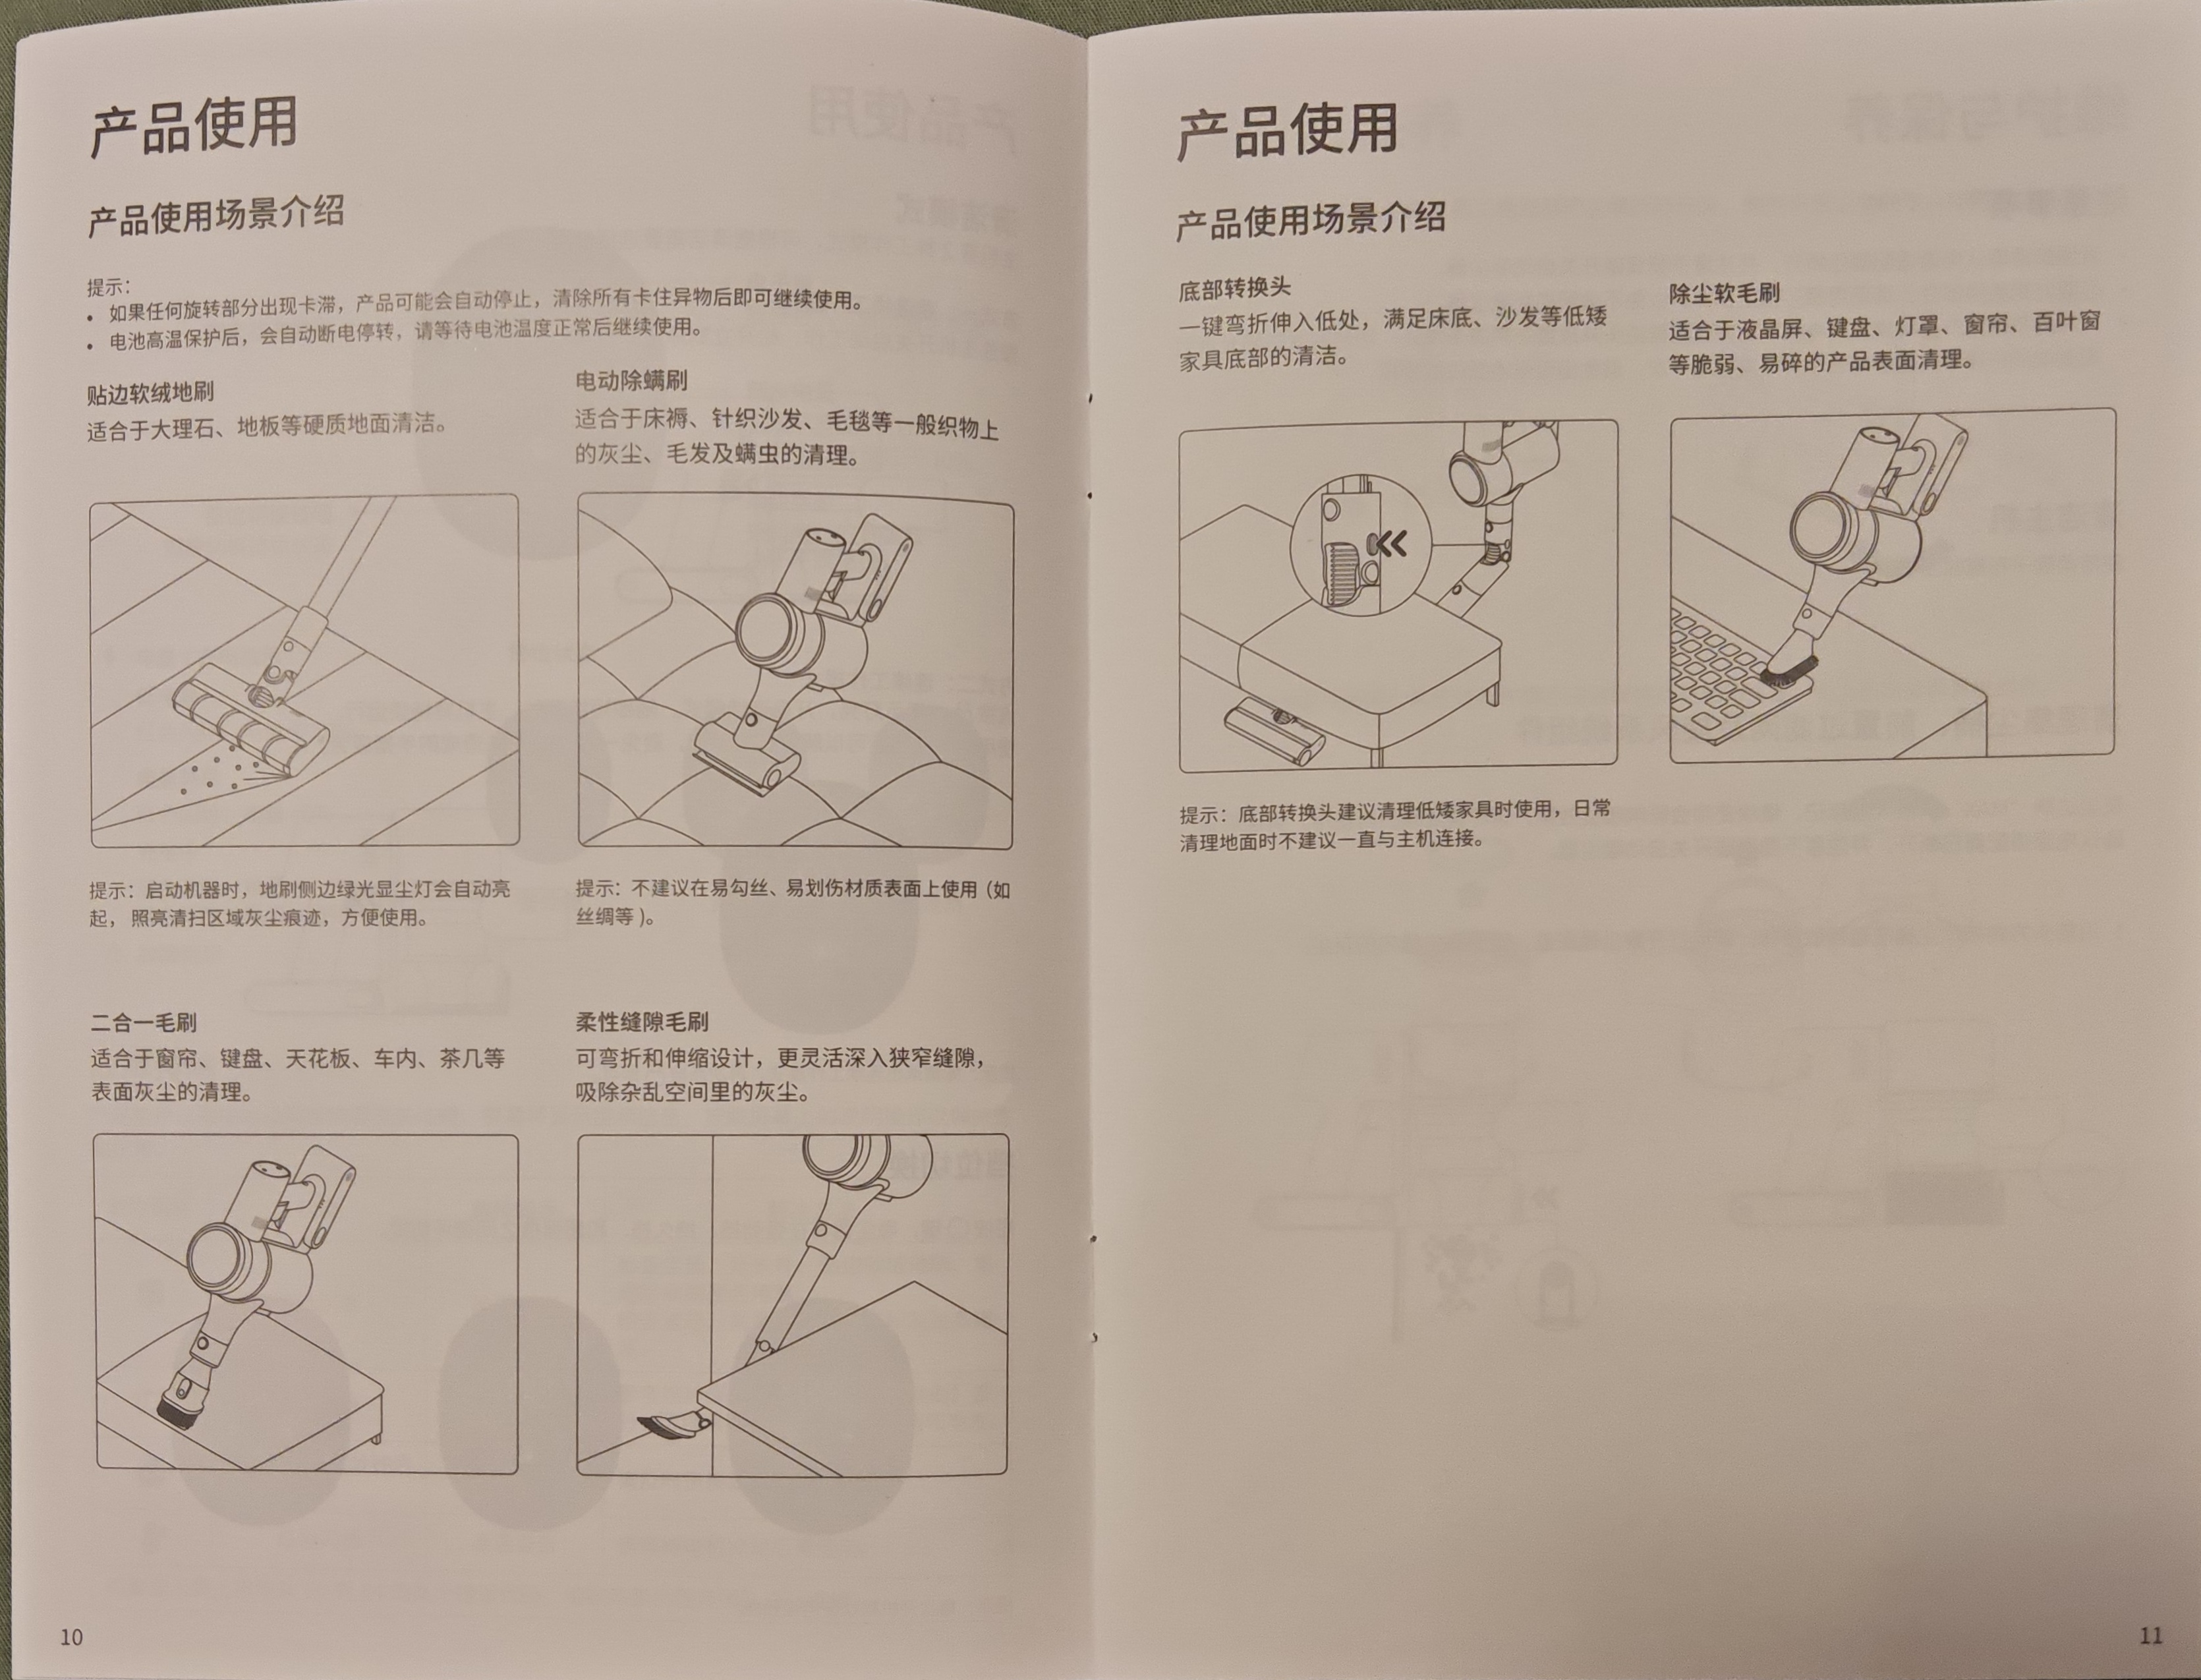 产品使用
产品使用场景介绍
提示：
• 如果任何旋转部分出现卡滞，产品可能会自动停止，清除所有卡住异物后即可继续使用。
• 电池高温保护后，会自动断电停转，请等待电池温度正常后继续使用。
贴边软绒地刷
适合于大理石、地板等硬质地面清洁。
电动除螨刷
适合于床褥、针织沙发、毛毯等一般织物上
的灰尘、毛发及螨虫的清理。
提示：启动机器时，地刷侧边绿光显尘灯会自动亮
起， 照亮清扫区域灰尘痕迹，方便使用。
提示：不建议在易勾丝、易划伤材质表面上使用（如
丝绸等 )。
二合一毛刷
适合于窗帘、键盘、天花板、车内、茶几等
表面灰尘的清理。
柔性缝隙毛刷
可弯折和伸缩设计，更灵活深入狭窄缝隙，
吸除杂乱空间里的灰尘。
10
产品使用
产品使用场景介绍
底部转换头
一键弯折伸入低处，满足床底、沙发等低矮
家具底部的清洁。
除尘软毛刷
适合于液晶屏、键盘、灯罩、窗帘、百叶窗
等脆弱、易碎的产品表面清理。
提示：底部转换头建议清理低矮家具时使用，日常
清理地面时不建议一直与主机连接。
11